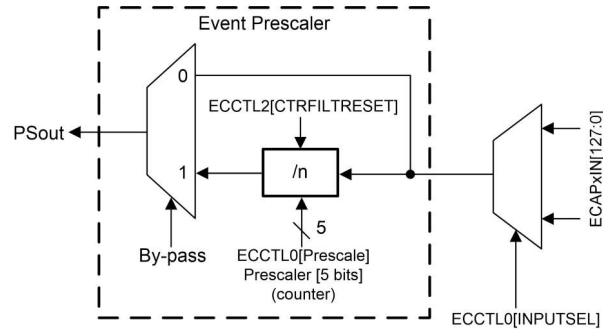 Event Prescaler
0
ECCTL2[CTRFILTRESET]
PSout
1
/n
5
By-pass
ECCTL0[Prescale]
Prescaler [5 bits]
(counter)
ECAPxIN[127:0]
ECCTL0[INPUTSEL]